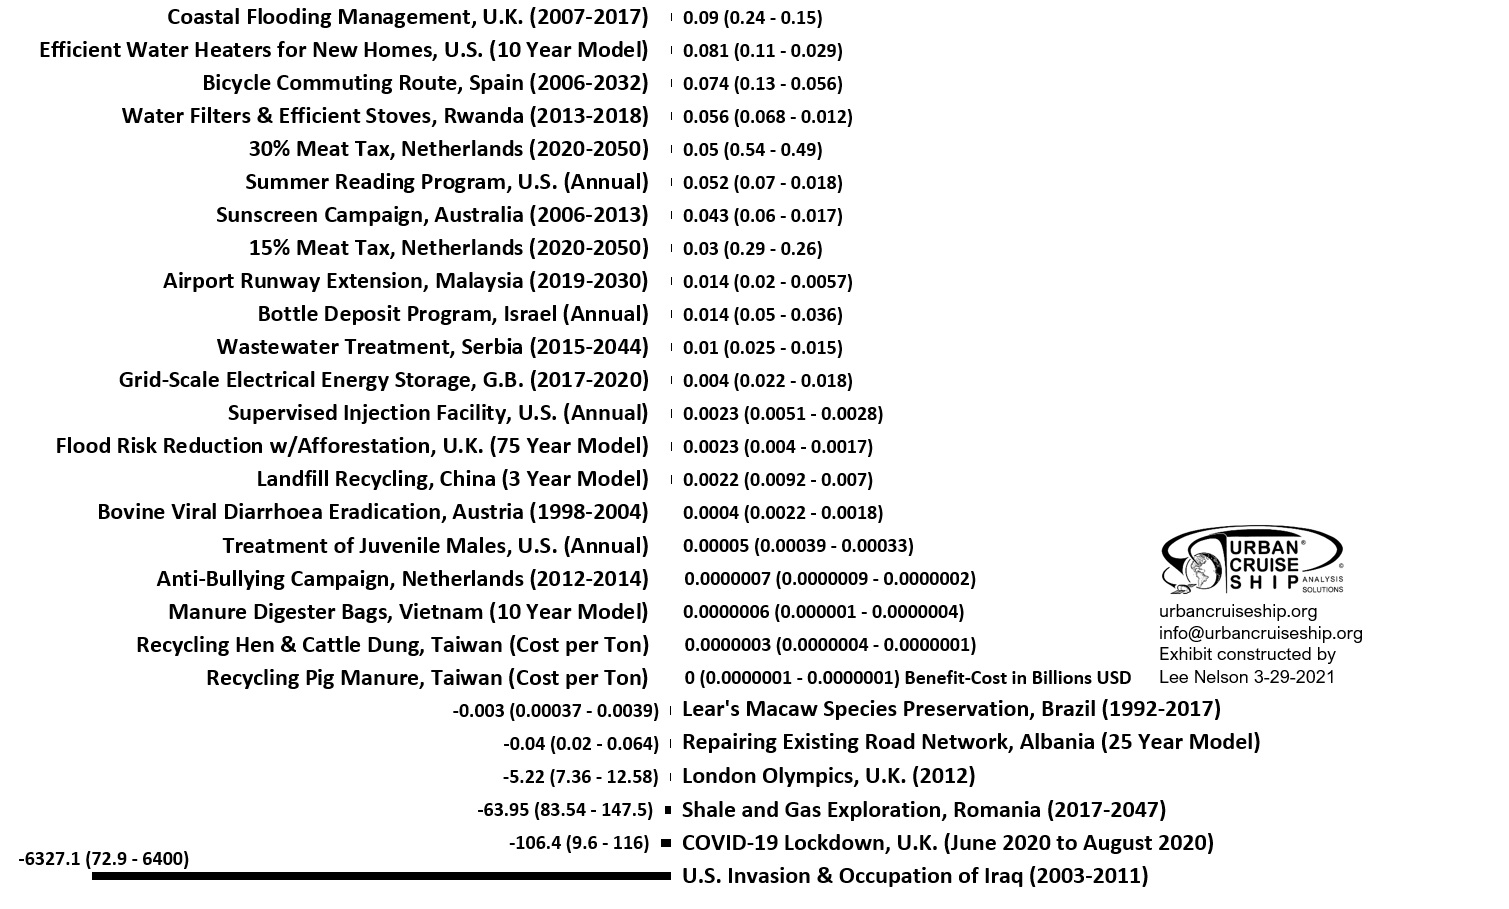 Coastal Flooding Management, U.K. (2007-2017) 0.09 (0.24 - 0.15)
Efficient Water Heaters for New Homes, U.S. (10 Year Model) 0.081 (0.11 - 0.029)
Bicycle Commuting Route, Spain (2006-2032) 0.074 (0.13 - 0.056)
Water Filters & Efficient Stoves, Rwanda (2013-2018) 0.056 (0.068 - 0.012)
30% Meat Tax, Netherlands (2020-2050) 0.05 (0.54 - 0.49)
Summer Reading Program, U.S. (Annual) 0.052 (0.07 - 0.018)
Sunscreen Campaign, Australia (2006-2013) 0.043 (0.06 - 0.017)
15% Meat Tax, Netherlands (2020-2050) 0.03 (0.29 - 0.26)
Airport Runway Extension, Malaysia (2019-2030) 0.014 (0.02 - 0.0057)
Bottle Deposit Program, Israel (Annual) 0.014 (0.05 - 0.036)
Wastewater Treatment, Serbia (2015-2044) 0.01 (0.025 - 0.015)
Grid-Scale Electrical Energy Storage, G.B. (2017-2020) 0.004 (0.022 - 0.018)
Supervised Injection Facility, U.S. (Annual) 0.0023 (0.0051 - 0.0028)
Flood Risk Reduction w/Afforestation, U.K. (75 Year Model) 0.0023 (0.004 - 0.0017)
Landfill Recycling, China (3 Year Model) 0.0022 (0.0092 - 0.007)
Bovine Viral Diarrhoea Eradication, Austria (1998-2004) 0.0004 (0.0022 - 0.0018)
Treatment of Juvenile Males, U.S. (Annual) 0.00005 (0.00039 - 0.00033)
Anti-Bullying Campaign, Netherlands (2012-2014) 0.0000007 (0.0000009 - 0.0000002)
Manure Digester Bags, Vietnam (10 Year Model) 0.0000006 (0.000001 - 0.0000004)
Recycling Hen & Cattle Dung, Taiwan (Cost per Ton) 0.0000003 (0.0000004 - 0.0000001)
Recycling Pig Manure, Taiwan (Cost per Ton) 0 (0.0000001 - 0.0000001) Benefit-Cost in Billions USD
-0.003 (0.00037 - 0.0039) Lear's Macaw Species Preservation, Brazil (1992-2017)
-0.04 (0.02 - 0.064) Repairing Existing Road Network, Albania (25 Year Model)
-5.22 (7.36 - 12.58) London Olympics, U.K. (2012)
-63.95 (83.54 - 147.5) Shale and Gas Exploration, Romania (2017-2047)
-106.4 (9.6 - 116) COVID-19 Lockdown, U.K. (June 2020 to August 2020)
-6327.1 (72.9 - 6400) U.S. Invasion & Occupation of Iraq (2003-2011)
URBAN®
CRUISE ©
SHIP ANALYSIS
SOLUTIONS
urbancruiseship.org
info@urbancruiseship.org
Exhibit constructed by
Lee Nelson 3-29-2021